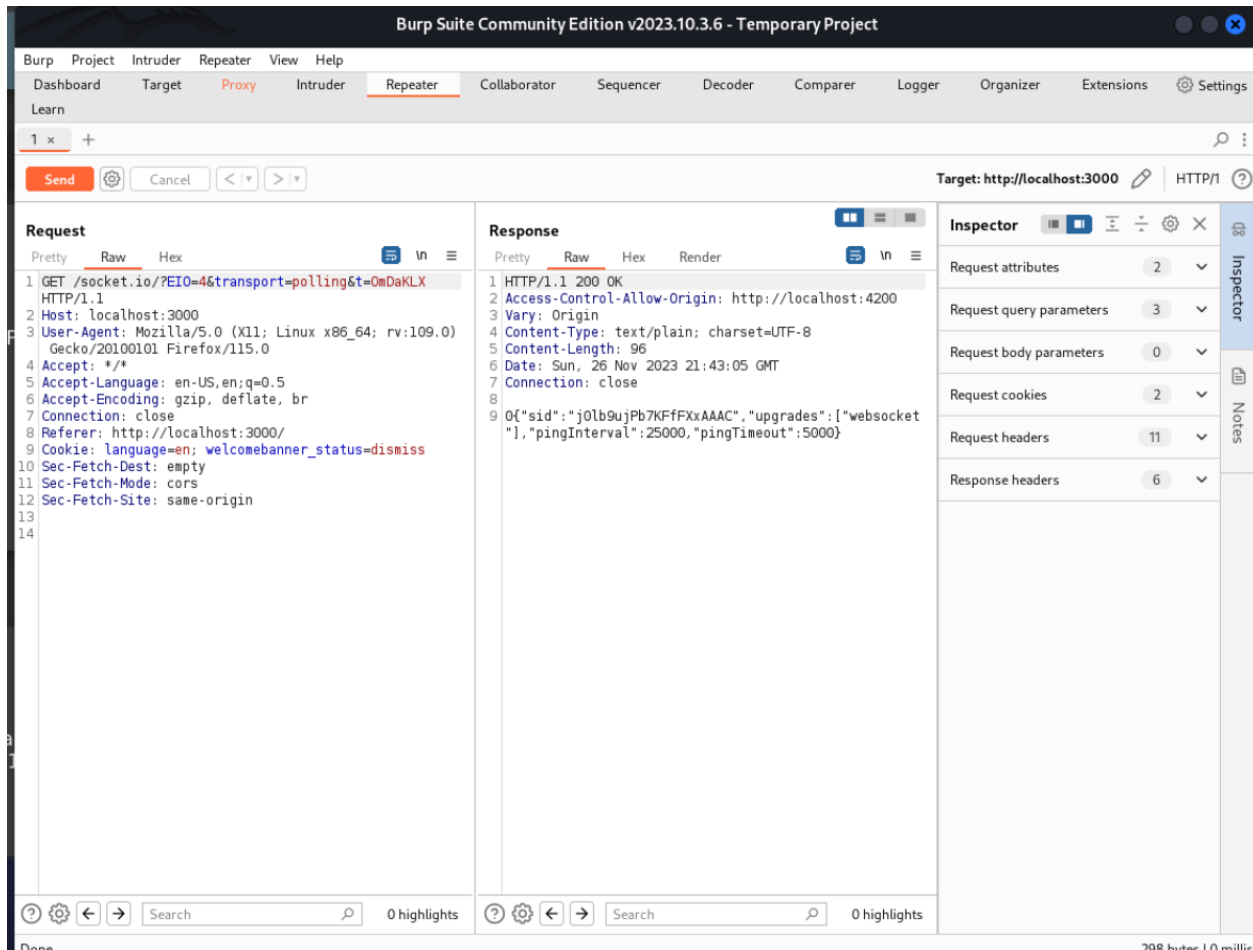 Burp Suite Community Edition v2023.10.3.6 - Temporary Project
Burp Project Intruder Repeater View Help
Dashboard Target Proxy Intruder Repeater Collaborator Sequencer Decoder Comparer Logger Organizer Extensions Settings
Learn
1 × +
Send Cancel < > Target: http://localhost:3000 HTTP/1
Request
Pretty Raw Hex \n
1 GET /socket.io/?EIO=4&transport=polling&t=OmDaKLX
HTTP/1.1
2 Host: localhost:3000
3 User-Agent: Mozilla/5.0 (X11; Linux x86_64; rv:109.0)
Gecko/20100101 Firefox/115.0
4 Accept: */*
5 Accept-Language: en-US,en;q=0.5
6 Accept-Encoding: gzip, deflate, br
7 Connection: close
8 Referer: http://localhost:3000/
9 Cookie: language=en; welcomebanner_status=dismiss
10 Sec-Fetch-Dest: empty
11 Sec-Fetch-Mode: cors
12 Sec-Fetch-Site: same-origin
13
14
Search 0 highlights
Response
Pretty Raw Hex Render \n
1 HTTP/1.1 200 OK
2 Access-Control-Allow-Origin: http://localhost:4200
3 Vary: Origin
4 Content-Type: text/plain; charset=UTF-8
5 Content-Length: 96
6 Date: Sun, 26 Nov 2023 21:43:05 GMT
7 Connection: close
8
9 0{"sid":"jOlb9ujPb7KFfFXxAAAC","upgrades":["websocket
"],"pingInterval":25000,"pingTimeout":5000}
Search 0 highlights
Inspector
Request attributes 2
Request query parameters 3
Request body parameters 0
Request cookies 2
Request headers 11
Response headers 6
Inspector
Notes
Done 298 bytes | 0 millis